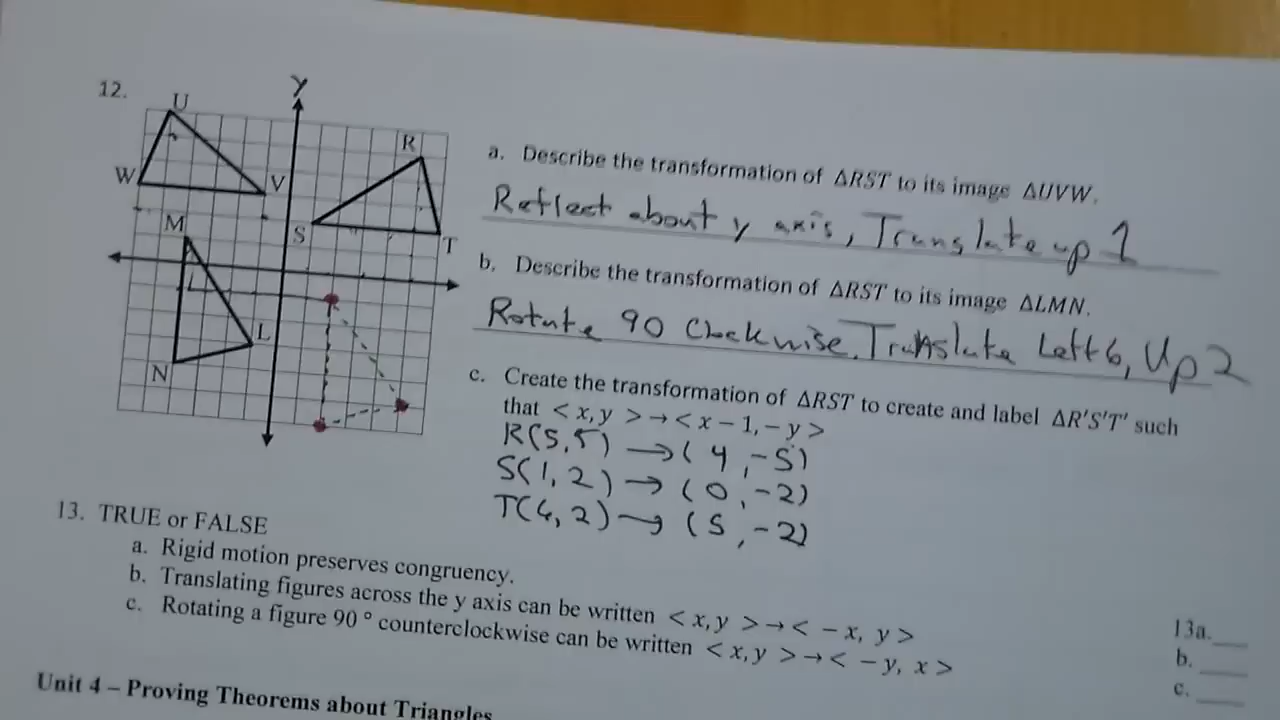 12.
y
U
W
V
R
S
T
M
L
N
a. Describe the transformation of ΔRST to its image ΔUVW.
Reflect about y axis, Translate up 1
b. Describe the transformation of ΔRST to its image ΔLMN.
Rotate 90 Clockwise. Translate Left 6, Up 2
c. Create the transformation of ΔRST to create and label ΔR'S'T' such
that < x, y > → < x − 1, −y >
R(5,5) → (4, -5)
S(1,2) → (0, -2)
T(6,2) → (5, -2)
13. TRUE or FALSE
a. Rigid motion preserves congruency.
b. Translating figures across the y axis can be written < x, y > → < − x, y >
c. Rotating a figure 90 ° counterclockwise can be written < x, y > → < − y, x >
13a.___
b. ___
c. ___
Unit 4 – Proving Theorems about Triangles